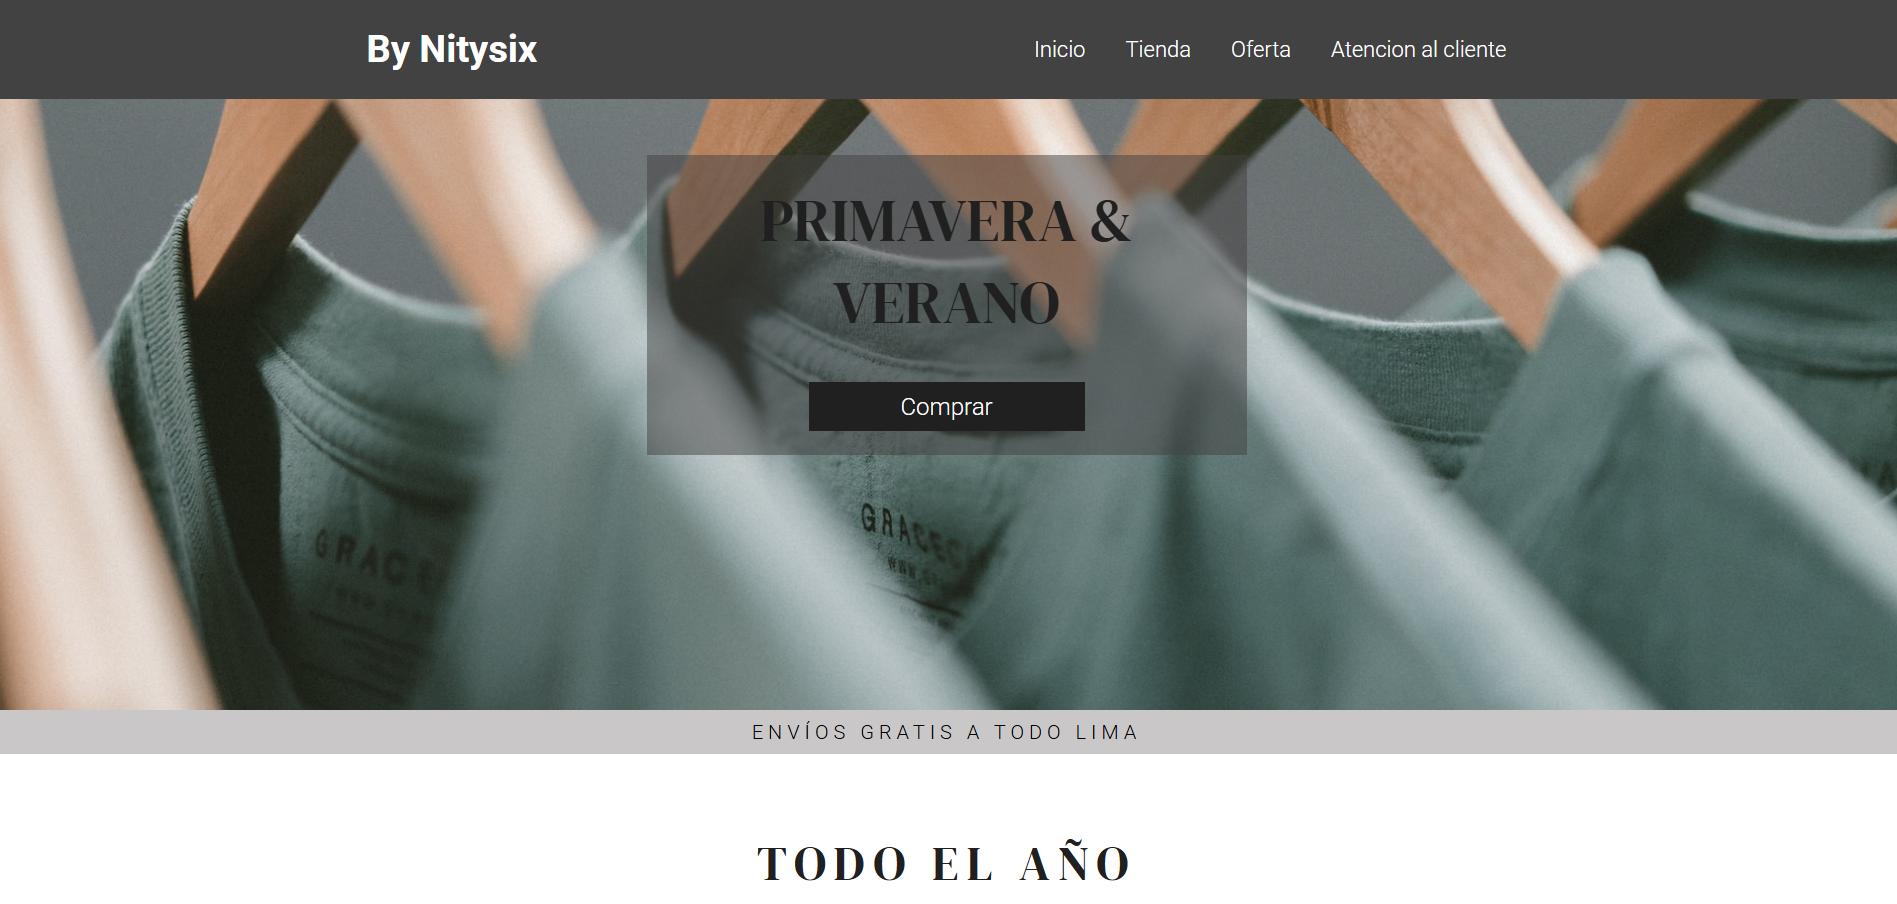 By Nitysix
Inicio Tienda Oferta Atencion al cliente
PRIMAVERA &
VERANO
Comprar
ENVÍOS GRATIS A TODO LIMA
TODO EL AÑO